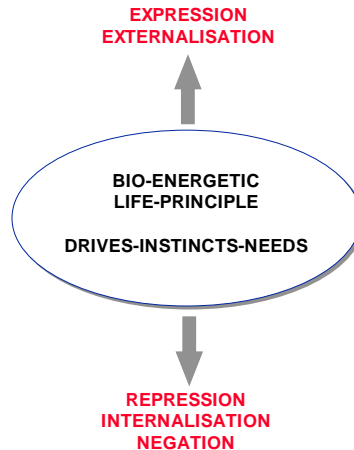 EXPRESSION
EXTERNALISATION
BIO-ENERGETIC
LIFE-PRINCIPLE
DRIVES-INSTINCTS-NEEDS
REPRESSION
INTERNALISATION
NEGATION